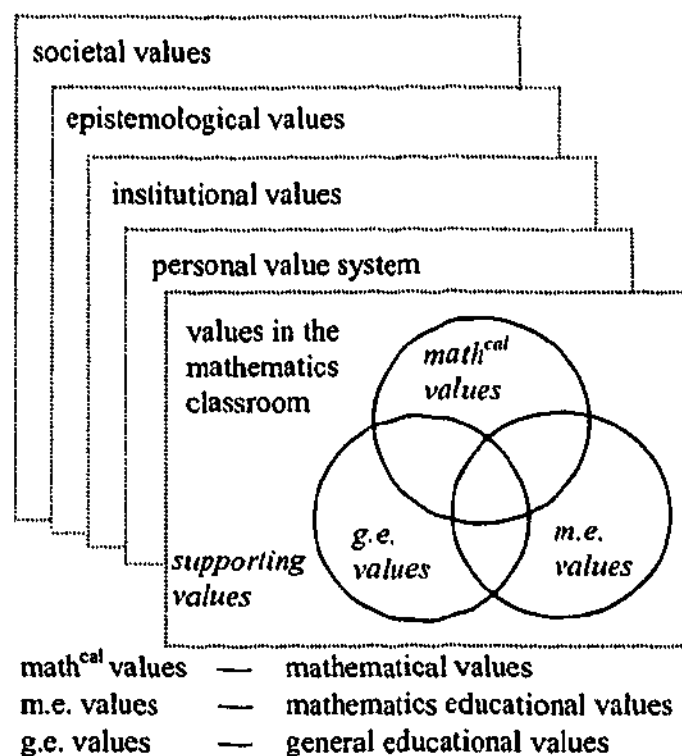 societal values
epistemological values
institutional values
personal value system
values in the
mathematics
classroom
math^cal
values
g.e.
values
m.e.
values
supporting
values
math^cal values — mathematical values
m.e. values — mathematics educational values
g.e. values — general educational values